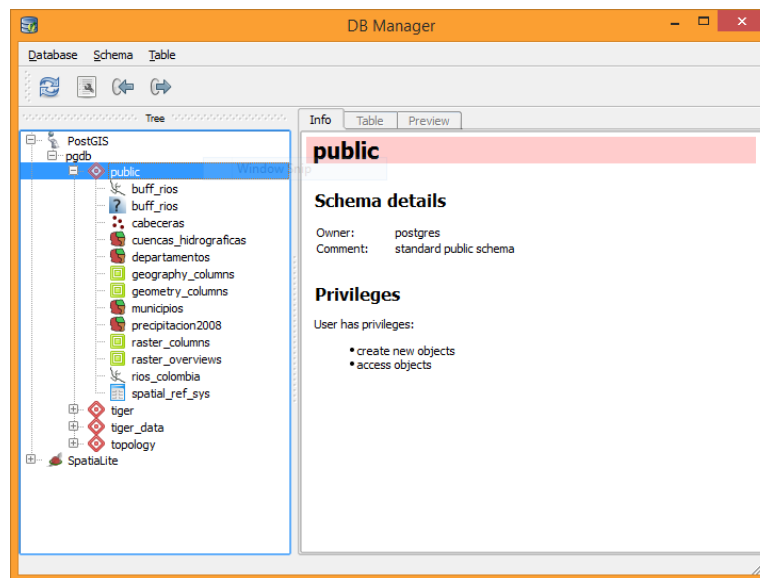 DB Manager
Database Schema Table
Tree
PostGIS
pgdb
public
buff_rios
buff_rios
cabeceras
cuencas_hidrograficas
departamentos
geography_columns
geometry_columns
municipios
precipitacion2008
raster_columns
raster_overviews
rios_colombia
spatial_ref_sys
tiger
tiger_data
topology
SpatiaLite
Window Snip
Info Table Preview
public
Schema details
Owner: postgres
Comment: standard public schema
Privileges
User has privileges:
• create new objects
• access objects